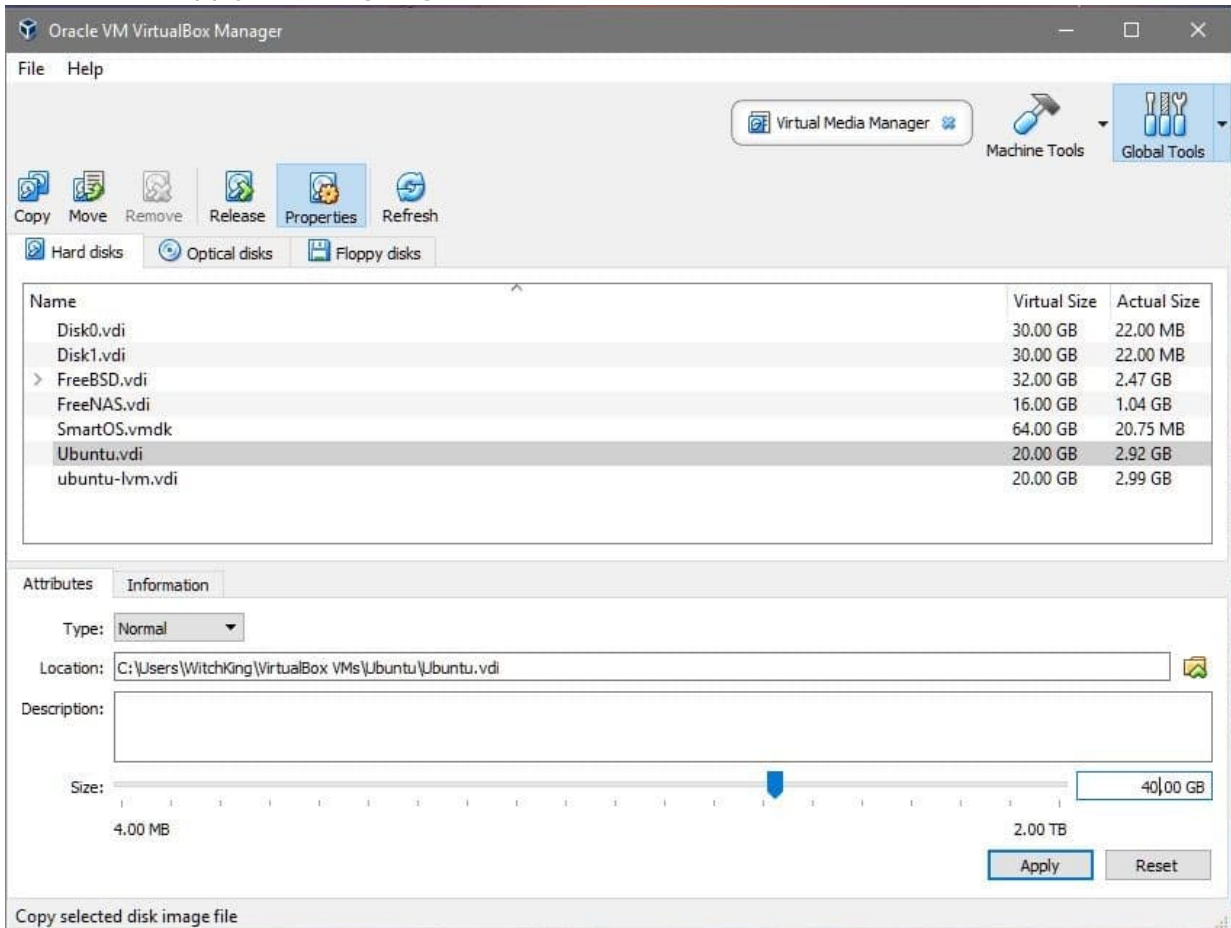 Oracle VM VirtualBox Manager
File Help
Virtual Media Manager
Machine Tools
Global Tools
Copy Move Remove Release Properties Refresh
Hard disks Optical disks Floppy disks
Name Virtual Size Actual Size
Disk0.vdi 30.00 GB 22.00 MB
Disk1.vdi 30.00 GB 22.00 MB
> FreeBSD.vdi 32.00 GB 2.47 GB
FreeNAS.vdi 16.00 GB 1.04 GB
SmartOS.vmdk 64.00 GB 20.75 MB
Ubuntu.vdi 20.00 GB 2.92 GB
ubuntu-lvm.vdi 20.00 GB 2.99 GB
Attributes Information
Type: Normal
Location: C:\Users\WitchKing\VirtualBox VMs\Ubuntu\Ubuntu.vdi
Description:
Size: 40.00 GB
4.00 MB 2.00 TB
Apply Reset
Copy selected disk image file